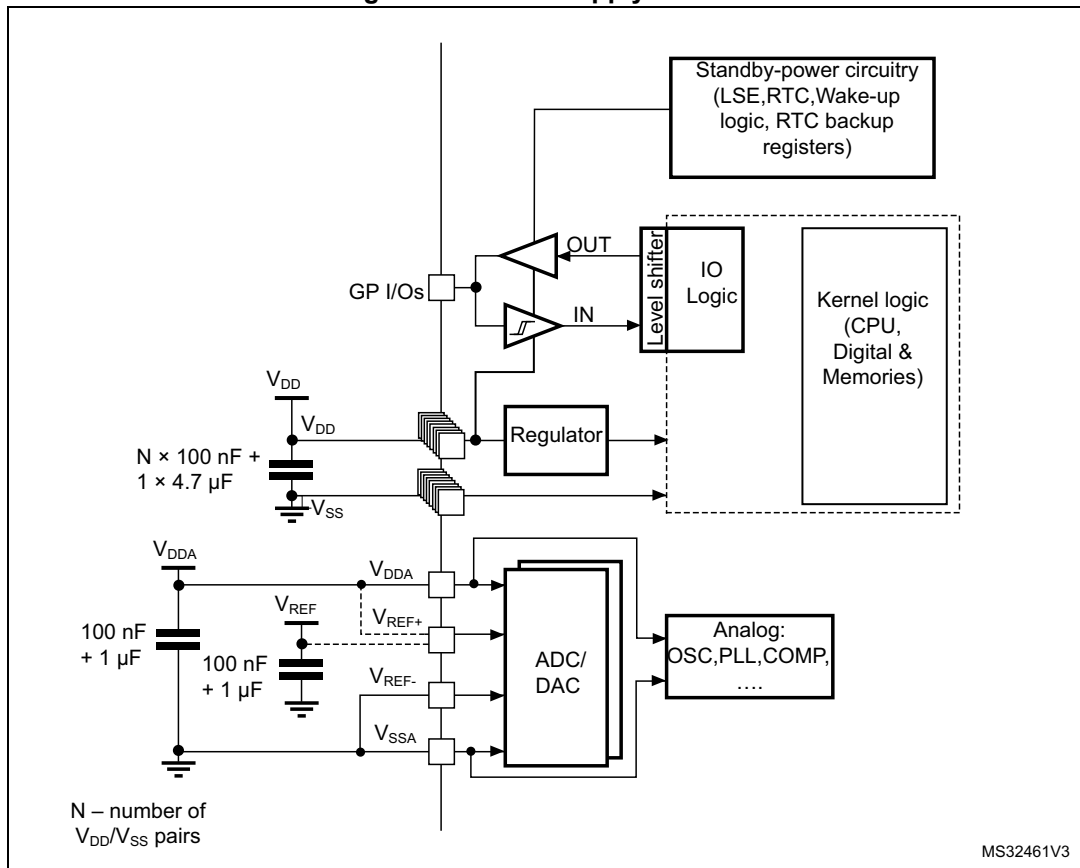 Standby-power circuitry
(LSE,RTC,Wake-up
logic, RTC backup
registers)
OUT
Level shifter
IO
Logic
GP I/Os
IN
Kernel logic
(CPU,
Digital &
Memories)
VDD
VDD
Regulator
N × 100 nF +
1 × 4.7 µF
VSS
VDDA
VDDA
VREF
VREF+
100 nF
+ 1 µF
100 nF
+ 1 µF
ADC/
DAC
Analog:
OSC,PLL,COMP,
....
VREF-
VSSA
N – number of
VDD/VSS pairs
MS32461V3